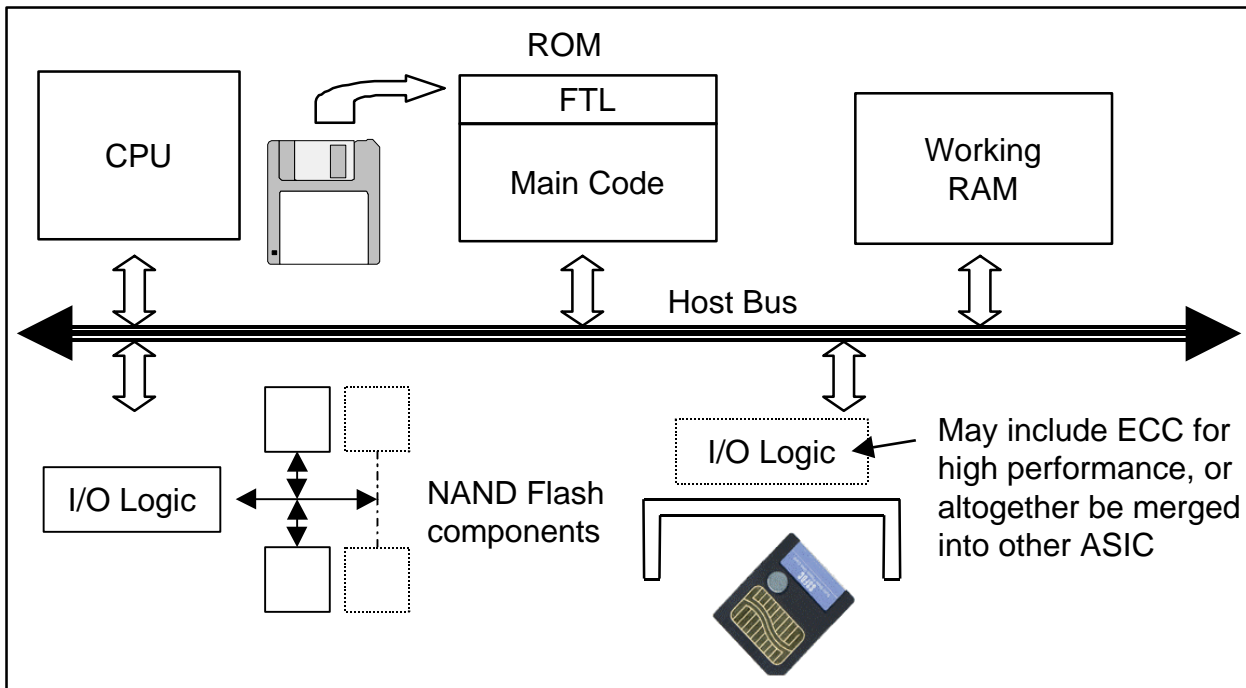 ROM
FTL
CPU
Main Code
Working
RAM
Host Bus
I/O Logic
NAND Flash
components
I/O Logic
May include ECC for
high performance, or
altogether be merged
into other ASIC